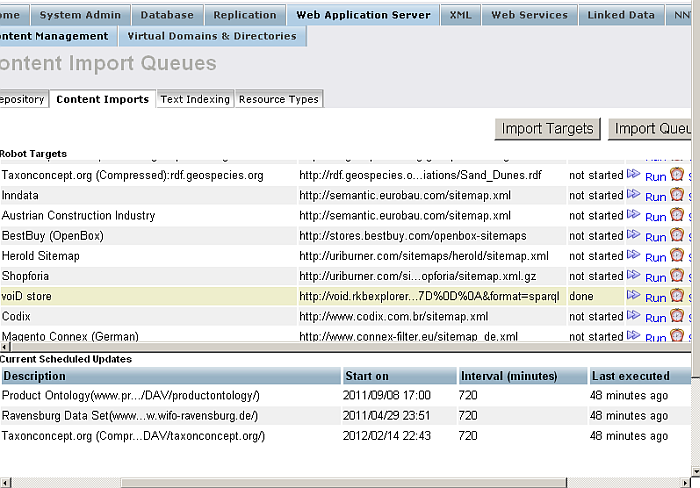 ome System Admin Database Replication Web Application Server XML Web Services Linked Data NN
ontent Management Virtual Domains & Directories
ontent Import Queues
epository Content Imports Text Indexing Resource Types
Import Targets Import Queu
Robot Targets
Taxonconcept.org (Compressed):rdf.geospecies.org http://rdf.geospecies.o...iations/Sand_Dunes.rdf not started Run S
Inndata http://semantic.eurobau.com/sitemap.xml not started Run S
Austrian Construction Industry http://semantic.eurobau.com/sitemap.xml not started Run S
BestBuy (OpenBox) http://stores.bestbuy.com/openbox-sitemaps not started Run S
Herold Sitemap http://uriburner.com/sitemaps/herold/sitemap.xml not started Run S
Shopforia http://uriburner.com/si...opforia/sitemap.xml.gz not started Run S
voiD store http://void.rkbexplorer...7D%0D%0A&format=sparql done Run S
Codix http://www.codix.com.br/sitemap.xml not started Run S
Magento Connex (German) http://www.connex-filter.eu/sitemap_de.xml not started Run S
Current Scheduled Updates
Description Start on Interval (minutes) Last executed
Product Ontology(www.pr.../DAV/productontology/) 2011/09/08 17:00 720 48 minutes ago
Ravensburg Data Set(www...w.wifo-ravensburg.de/) 2011/04/29 23:51 720 48 minutes ago
Taxonconcept.org (Compr...DAV/taxonconcept.org/) 2012/02/14 22:43 720 48 minutes ago